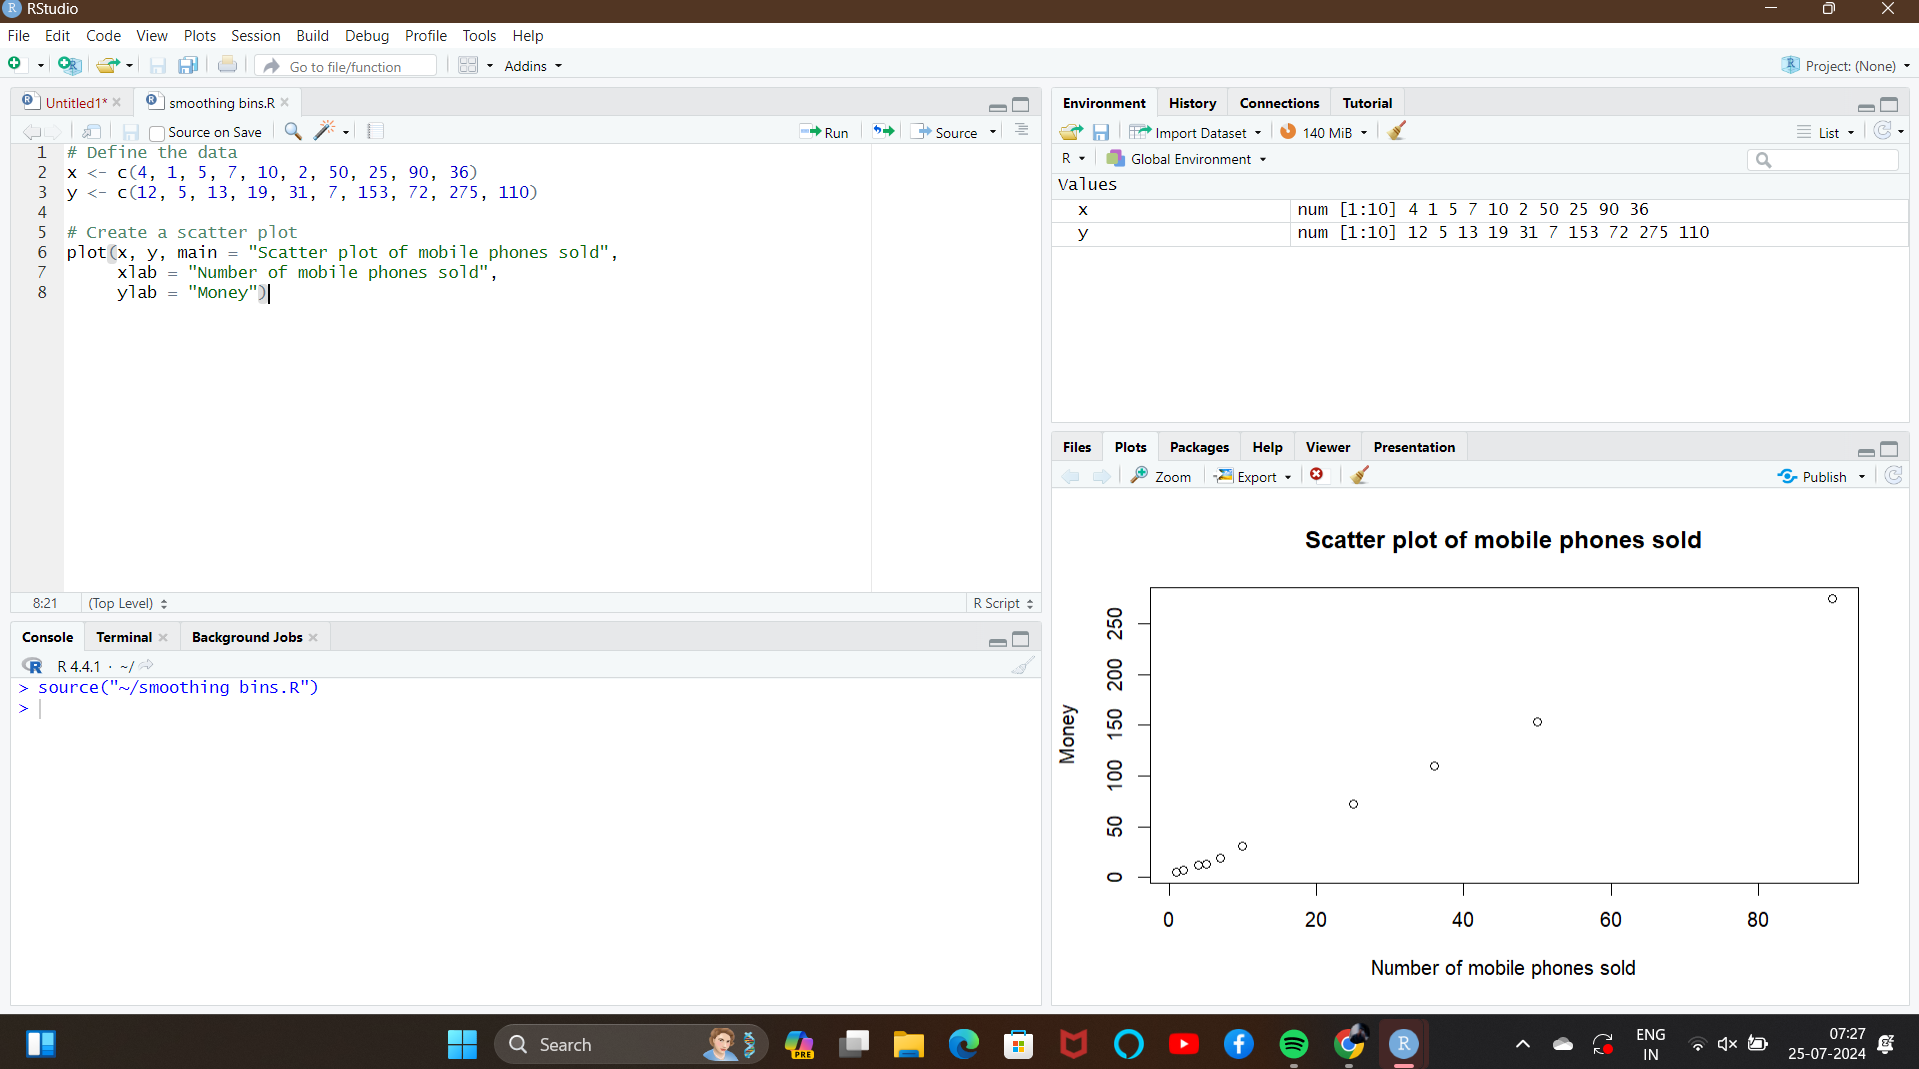 RStudio
File Edit Code View Plots Session Build Debug Profile Tools Help
Go to file/function Addins Project: (None)
Untitled1* smoothing bins.R
Source on Save Run Source
1 # Define the data
2 x <- c(4, 1, 5, 7, 10, 2, 50, 25, 90, 36)
3 y <- c(12, 5, 13, 19, 31, 7, 153, 72, 275, 110)
4
5 # Create a scatter plot
6 plot(x, y, main = "Scatter plot of mobile phones sold",
7 xlab = "Number of mobile phones sold",
8 ylab = "Money")
8:21 (Top Level) R Script
Console Terminal Background Jobs
R 4.4.1 · ~/
> source("~/smoothing bins.R")
>
Environment History Connections Tutorial
Import Dataset 140 MiB List
R Global Environment
Values
x num [1:10] 4 1 5 7 10 2 50 25 90 36
y num [1:10] 12 5 13 19 31 7 153 72 275 110
Files Plots Packages Help Viewer Presentation
Zoom Export Publish
Scatter plot of mobile phones sold
250
200
150
100
50
0
Money
0 20 40 60 80
Number of mobile phones sold
Search PRE R ENG 07:27
IN 25-07-2024